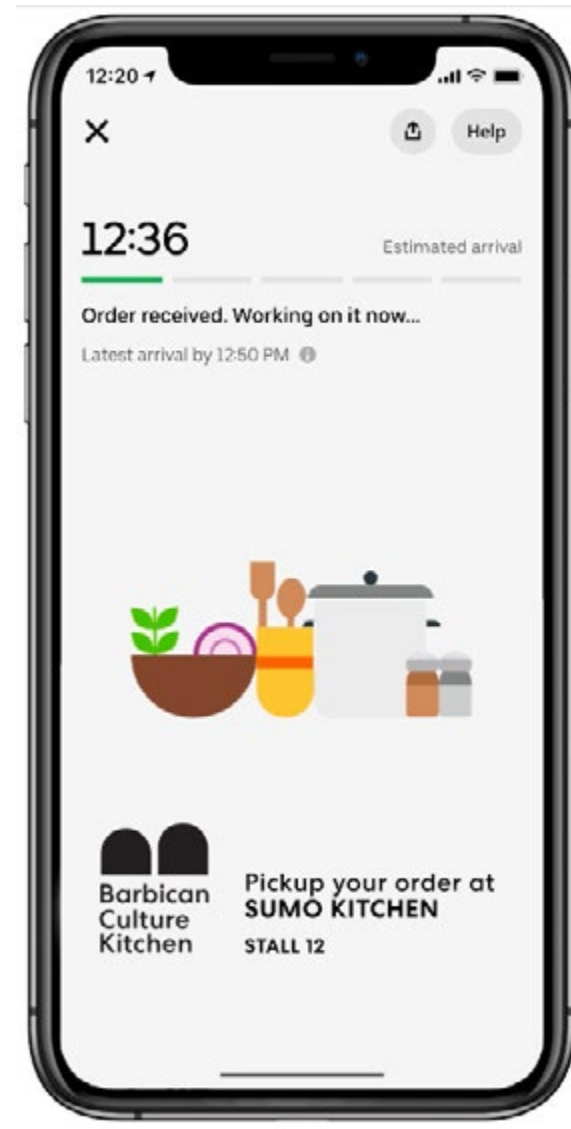 12:20
Help
12:36
Estimated arrival
Order received. Working on it now...
Latest arrival by 12:50 PM
Barbican
Culture
Kitchen
Pickup your order at
SUMO KITCHEN
STALL 12